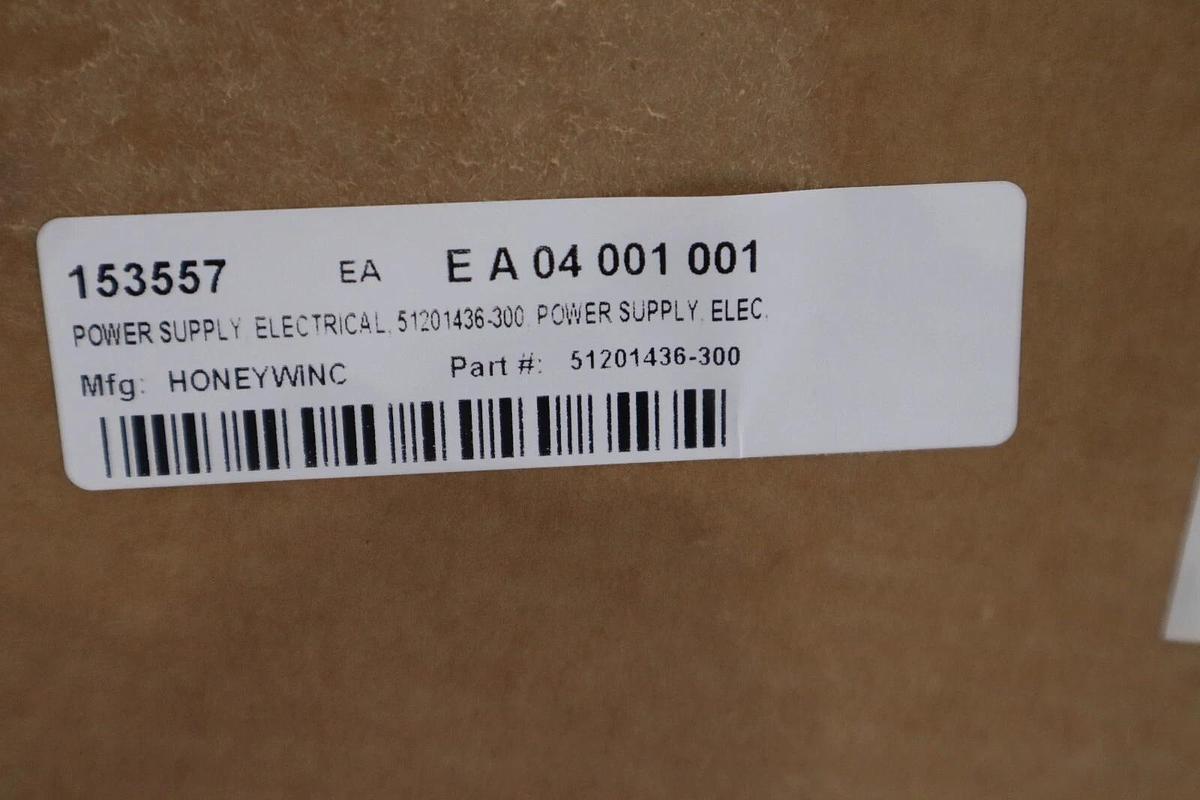 153557 EA E A 04 001 001
POWER SUPPLY, ELECTRICAL, 51201436-300, POWER SUPPLY, ELEC,
Mfg: HONEYWINC Part #: 51201436-300